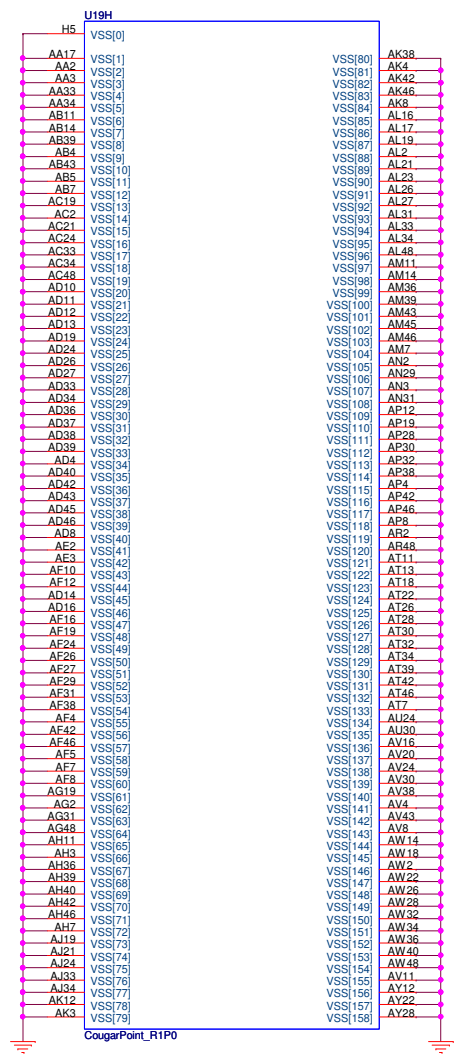 U19H
H5 VSS[0]
AA17 VSS[1] VSS[80] AK38
AA2 VSS[2] VSS[81] AK4
AA3 VSS[3] VSS[82] AK42
AA33 VSS[4] VSS[83] AK46
AA34 VSS[5] VSS[84] AK8
AB11 VSS[6] VSS[85] AL16
AB14 VSS[7] VSS[86] AL17
AB39 VSS[8] VSS[87] AL19
AB4 VSS[9] VSS[88] AL2
AB43 VSS[10] VSS[89] AL21
AB5 VSS[11] VSS[90] AL23
AB7 VSS[12] VSS[91] AL26
AC19 VSS[13] VSS[92] AL27
AC2 VSS[14] VSS[93] AL31
AC21 VSS[15] VSS[94] AL33
AC24 VSS[16] VSS[95] AL34
AC33 VSS[17] VSS[96] AL48
AC34 VSS[18] VSS[97] AM11
AC48 VSS[19] VSS[98] AM14
AD10 VSS[20] VSS[99] AM36
AD11 VSS[21] VSS[100] AM39
AD12 VSS[22] VSS[101] AM43
AD13 VSS[23] VSS[102] AM45
AD19 VSS[24] VSS[103] AM46
AD24 VSS[25] VSS[104] AM7
AD26 VSS[26] VSS[105] AN2
AD27 VSS[27] VSS[106] AN29
AD33 VSS[28] VSS[107] AN3
AD34 VSS[29] VSS[108] AN31
AD36 VSS[30] VSS[109] AP12
AD37 VSS[31] VSS[110] AP19
AD38 VSS[32] VSS[111] AP28
AD39 VSS[33] VSS[112] AP30
AD4 VSS[34] VSS[113] AP32
AD40 VSS[35] VSS[114] AP38
AD42 VSS[36] VSS[115] AP4
AD43 VSS[37] VSS[116] AP42
AD45 VSS[38] VSS[117] AP46
AD46 VSS[39] VSS[118] AP8
AD8 VSS[40] VSS[119] AR2
AE2 VSS[41] VSS[120] AR48
AE3 VSS[42] VSS[121] AT11
AF10 VSS[43] VSS[122] AT13
AF12 VSS[44] VSS[123] AT18
AD14 VSS[45] VSS[124] AT22
AD16 VSS[46] VSS[125] AT26
AF16 VSS[47] VSS[126] AT28
AF19 VSS[48] VSS[127] AT30
AF24 VSS[49] VSS[128] AT32
AF26 VSS[50] VSS[129] AT34
AF27 VSS[51] VSS[130] AT39
AF29 VSS[52] VSS[131] AT42
AF31 VSS[53] VSS[132] AT46
AF38 VSS[54] VSS[133] AT7
AF4 VSS[55] VSS[134] AU24
AF42 VSS[56] VSS[135] AU30
AF46 VSS[57] VSS[136] AV16
AF5 VSS[58] VSS[137] AV20
AF7 VSS[59] VSS[138] AV24
AF8 VSS[60] VSS[139] AV30
AG19 VSS[61] VSS[140] AV38
AG2 VSS[62] VSS[141] AV4
AG31 VSS[63] VSS[142] AV43
AG48 VSS[64] VSS[143] AV8
AH11 VSS[65] VSS[144] AW14
AH3 VSS[66] VSS[145] AW18
AH36 VSS[67] VSS[146] AW2
AH39 VSS[68] VSS[147] AW22
AH40 VSS[69] VSS[148] AW26
AH42 VSS[70] VSS[149] AW28
AH46 VSS[71] VSS[150] AW32
AH7 VSS[72] VSS[151] AW34
AJ19 VSS[73] VSS[152] AW36
AJ21 VSS[74] VSS[153] AW40
AJ24 VSS[75] VSS[154] AW48
AJ33 VSS[76] VSS[155] AV11
AJ34 VSS[77] VSS[156] AY12
AK12 VSS[78] VSS[157] AY22
AK3 VSS[79] VSS[158] AY28
CougarPoint_R1P0